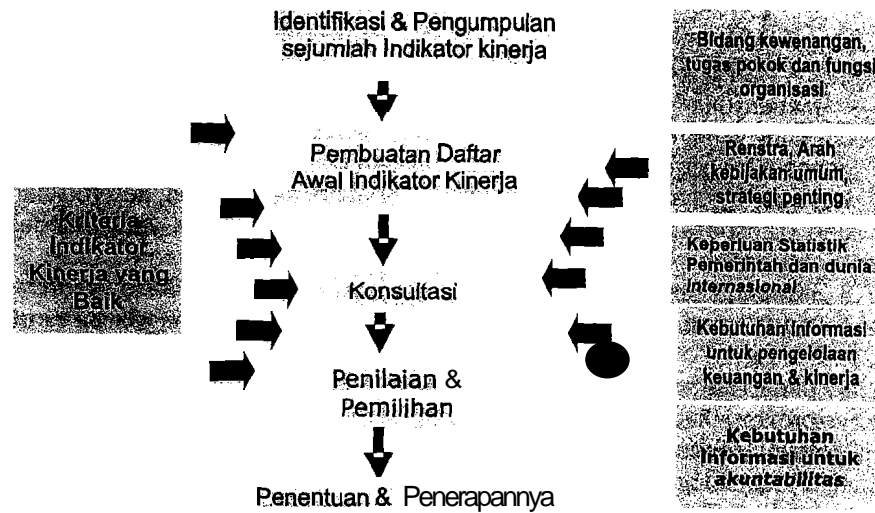 Identifikasi & Pengumpulan
sejumlah Indikator kinerja
Pembuatan Daftar
Awal Indikator Kinerja
Konsultasi
Penilaian &
Pemilihan
Penentuan & Penerapannya
Kriteria
Indikator
Kinerja yang
Baik
Bidang kewenangan,
tugas pokok dan fungsi
organisasi
Renstra, Arah
kebijakan umum,
strategi penting
Keperluan Statistik
Pemerintah dan dunia
internasional
Kebutuhan informasi
untuk pengelolaan
keuangan & kinerja
Kebutuhan
Informasi untuk
akuntabilitas